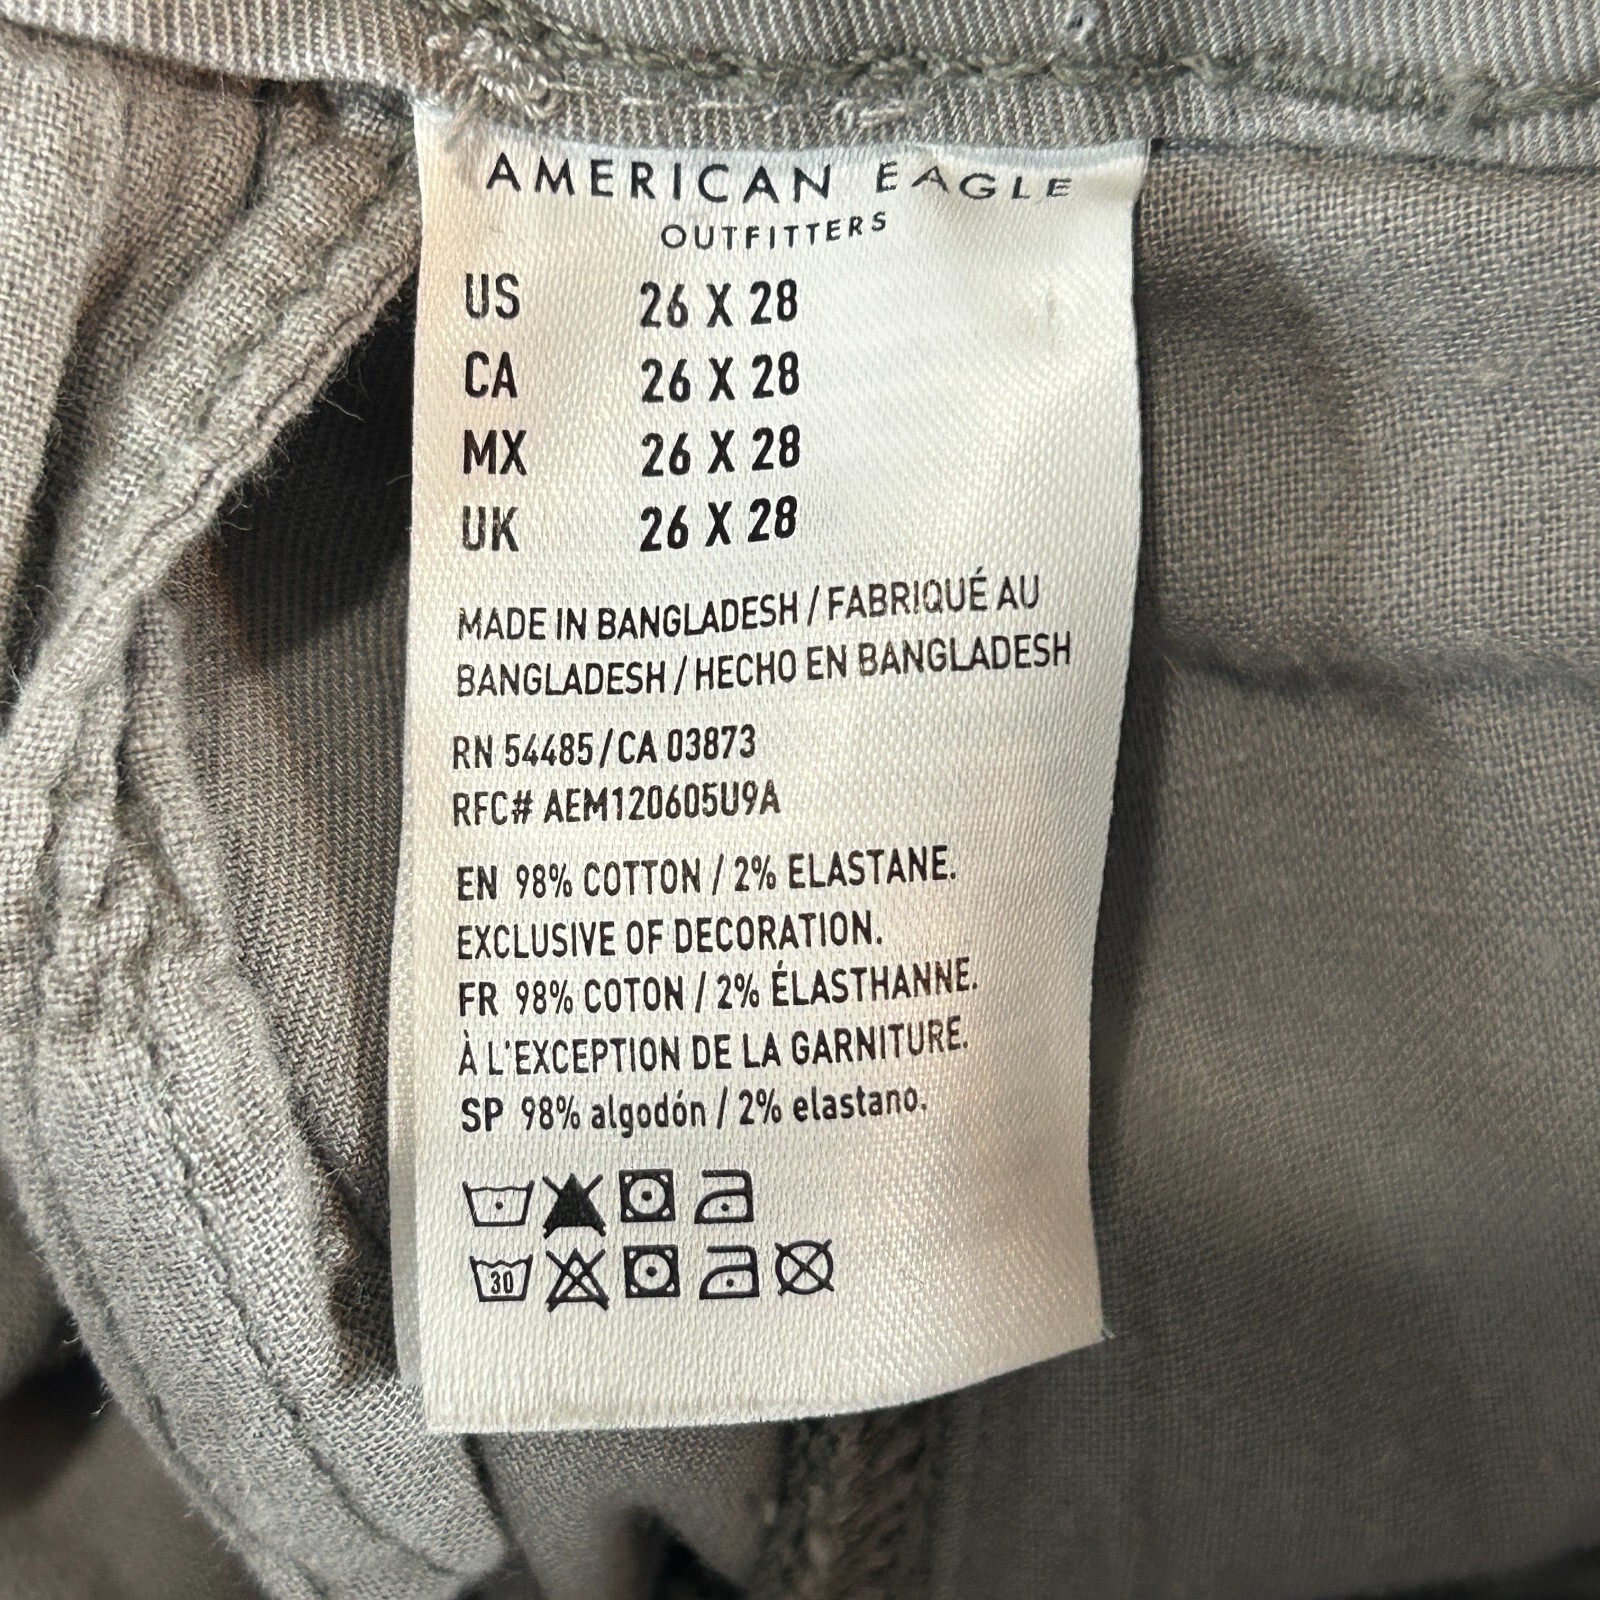 AMERICAN EAGLE
OUTFITTERS
US 26 X 28
CA 26 X 28
MX 26 X 28
UK 26 X 28
MADE IN BANGLADESH / FABRIQUÉ AU
BANGLADESH / HECHO EN BANGLADESH
RN 54485/CA 03873
RFC# AEM120605U9A
EN 98% COTTON / 2% ELASTANE.
EXCLUSIVE OF DECORATION.
FR 98% COTON / 2% ÉLASTHANNE.
À L'EXCEPTION DE LA GARNITURE.
SP 98% algodón / 2% elastano.
30